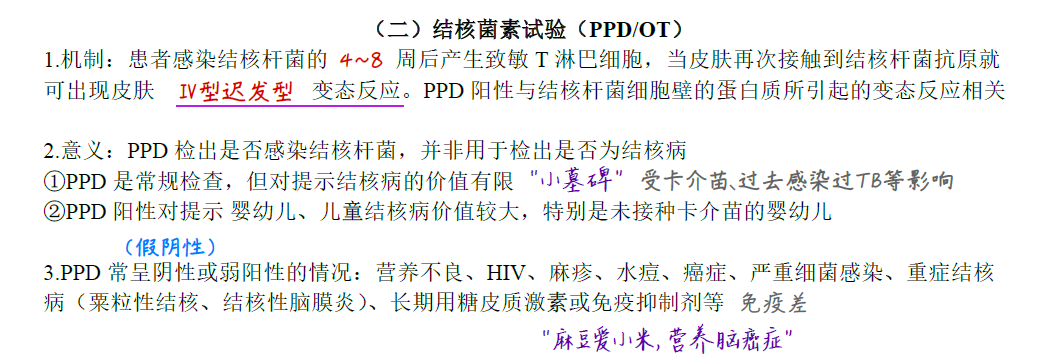 （二）结核菌素试验（PPD/OT）
1.机制：患者感染结核杆菌的 4~8 周后产生致敏 T 淋巴细胞，当皮肤再次接触到结核杆菌抗原就
可出现皮肤 IV型迟发型 变态反应。PPD 阳性与结核杆菌细胞壁的蛋白质所引起的变态反应相关
2.意义：PPD 检出是否感染结核杆菌，并非用于检出是否为结核病
①PPD 是常规检查，但对提示结核病的价值有限 "小墓碑" 受卡介苗、过去感染过TB等影响
②PPD 阳性对提示 婴幼儿、儿童结核病价值较大，特别是未接种卡介苗的婴幼儿
（假阴性）
3.PPD 常呈阴性或弱阳性的情况：营养不良、HIV、麻疹、水痘、癌症、严重细菌感染、重症结核
病（粟粒性结核、结核性脑膜炎）、长期用糖皮质激素或免疫抑制剂等 免疫差
"麻豆爱小米，营养脑癌症"